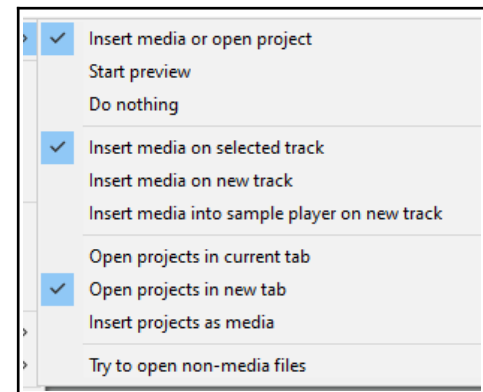 Insert media or open project
Start preview
Do nothing
Insert media on selected track
Insert media on new track
Insert media into sample player on new track
Open projects in current tab
Open projects in new tab
Insert projects as media
Try to open non-media files